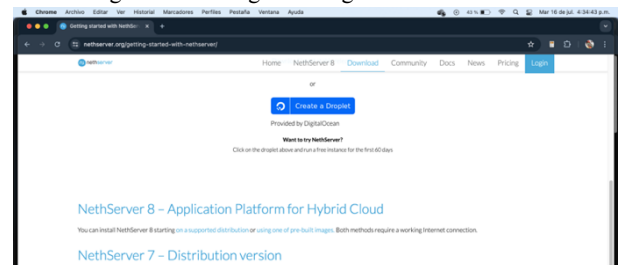 Chrome Archivo Editar Ver Historial Marcadores Perfiles Pestaña Ventana Ayuda Mar 16 de jul. 4:34:43 p.m.
Getting started with NethSer
nethserver.org/getting-started-with-nethserver/
nethserver Home NethServer 8 Download Community Docs News Pricing Login
or
Create a Droplet
Provided by DigitalOcean
Want to try NethServer?
Click on the droplet above and run a free instance for the first 60 days
NethServer 8 – Application Platform for Hybrid Cloud
You can install NethServer 8 starting on a supported distribution or using one of pre-built images. Both methods require a working Internet connection.
NethServer 7 – Distribution version